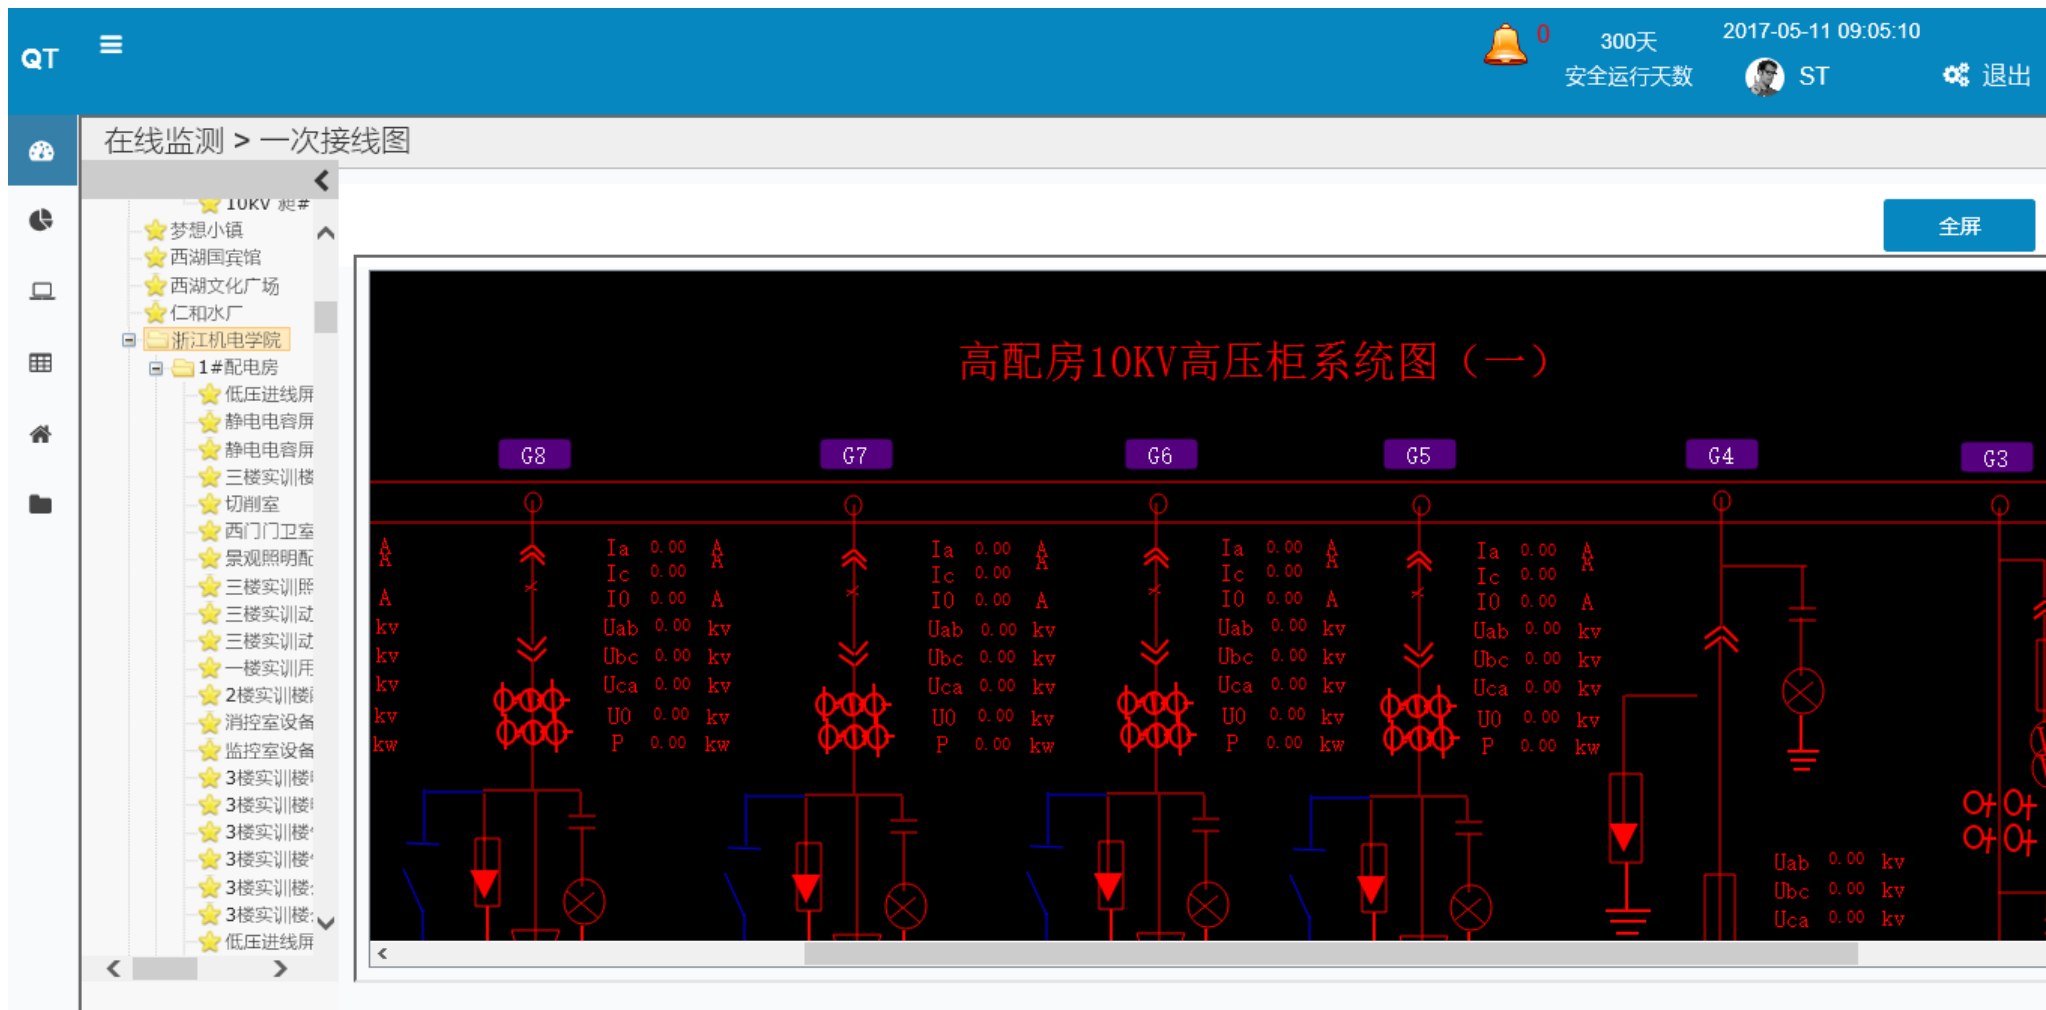 QT
0
300天
安全运行天数
2017-05-11 09:05:10
ST
退出
在线监测 > 一次接线图
全屏
梦想小镇
西湖国宾馆
西湖文化广场
仁和水厂
浙江机电学院
1#配电房
低压进线屏
静电电容屏
静电电容屏
三楼实训楼
切削室
西门门卫室
景观照明配
三楼实训照
三楼实训动
三楼实训动
一楼实训用
2楼实训楼
消控室设备
监控室设备
3楼实训楼
3楼实训楼
3楼实训楼
3楼实训楼
3楼实训楼
3楼实训楼
低压进线屏
高配房10KV高压柜系统图（一）
G8
G7
G6
G5
G4
G3
A
A
A
kv
kv
kv
kv
kw
Ia 0.00 A
Ic 0.00 A
I0 0.00 A
Uab 0.00 kv
Ubc 0.00 kv
Uca 0.00 kv
U0 0.00 kv
P 0.00 kw
Ia 0.00 A
Ic 0.00 A
I0 0.00 A
Uab 0.00 kv
Ubc 0.00 kv
Uca 0.00 kv
U0 0.00 kv
P 0.00 kw
Ia 0.00 A
Ic 0.00 A
I0 0.00 A
Uab 0.00 kv
Ubc 0.00 kv
Uca 0.00 kv
U0 0.00 kv
P 0.00 kw
Ia 0.00 A
Ic 0.00 A
I0 0.00 A
Uab 0.00 kv
Ubc 0.00 kv
Uca 0.00 kv
U0 0.00 kv
P 0.00 kw
Uab 0.00 kv
Ubc 0.00 kv
Uca 0.00 kv